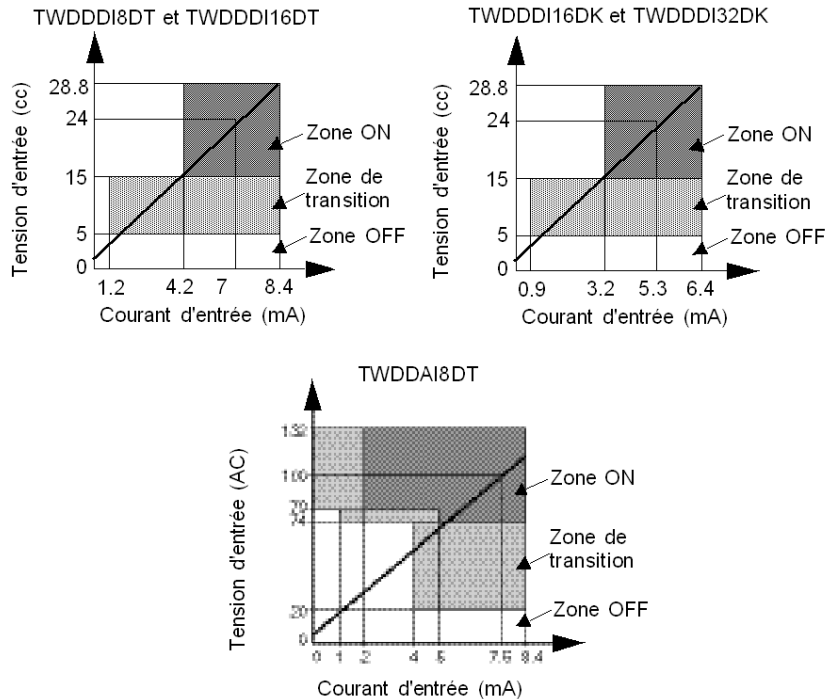 TWDDDI8DT et TWDDDI16DT
Tension d'entrée (cc)
28.8
24
15
5
0
Zone ON
Zone de
transition
Zone OFF
1.2 4.2 7 8.4
Courant d'entrée (mA)
TWDDDI16DK et TWDDDI32DK
Tension d'entrée (cc)
28.8
24
15
5
0
Zone ON
Zone de
transition
Zone OFF
0.9 3.2 5.3 6.4
Courant d'entrée (mA)
TWDDAI8DT
Tension d'entrée (AC)
132
100
79
74
20
0
Zone ON
Zone de
transition
Zone OFF
0 1 2 4 5 7.5 8.4
Courant d'entrée (mA)